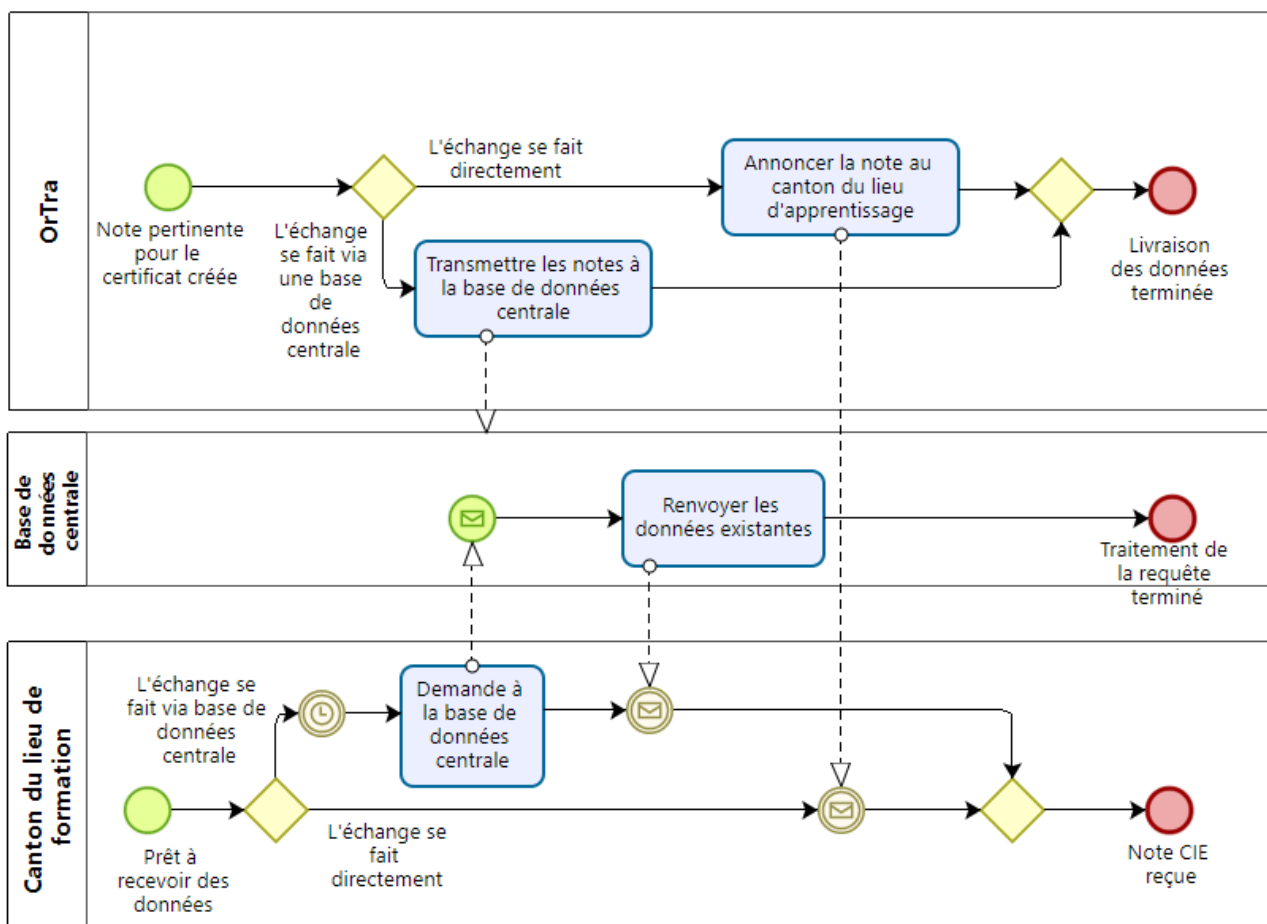 OrTra
L'échange se fait
directement
Annoncer la note au
canton du lieu
d'apprentissage
Note pertinente
pour le
certificat créée
L'échange
se fait via
une base
de
données
centrale
Transmettre les notes à
la base de données
centrale
Livraison
des données
terminée
Base de
données
centrale
Renvoyer les
données existantes
Traitement de
la requête
terminé
Canton du lieu de
formation
L'échange se
fait via base de
données
centrale
Demande à
la base de
données
centrale
Prêt à
recevoir des
données
L'échange se
fait
directement
Note CIE
reçue